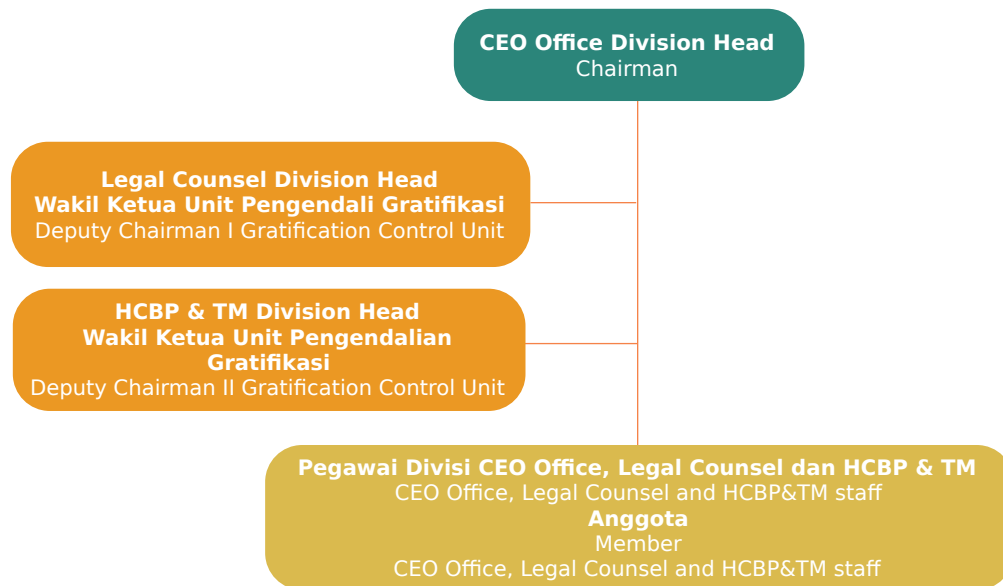 CEO Office Division Head
Chairman
Legal Counsel Division Head
Wakil Ketua Unit Pengendali Gratifikasi
Deputy Chairman I Gratification Control Unit
HCBP & TM Division Head
Wakil Ketua Unit Pengendalian
Gratifikasi
Deputy Chairman II Gratification Control Unit
Pegawai Divisi CEO Office, Legal Counsel dan HCBP & TM
CEO Office, Legal Counsel and HCBP&TM staff
Anggota
Member
CEO Office, Legal Counsel and HCBP&TM staff